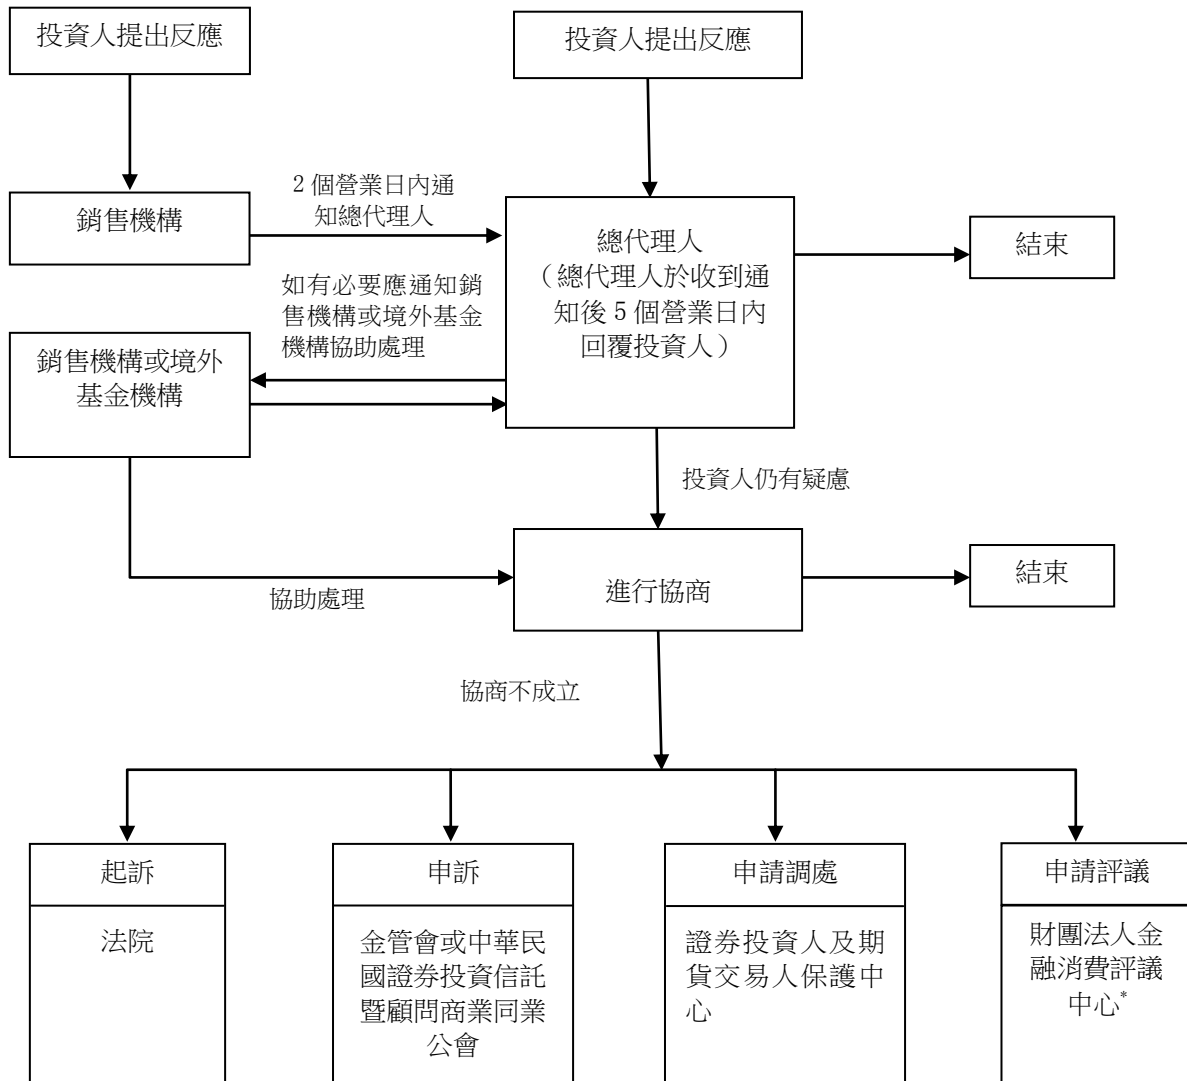 投資人提出反應
投資人提出反應
2 個營業日內通
知總代理人
銷售機構
總代理人
（總代理人於收到通
知後 5 個營業日內
回覆投資人）
結束
如有必要應通知銷
售機構或境外基金
機構協助處理
銷售機構或境外
基金機構
投資人仍有疑慮
進行協商
結束
協助處理
協商不成立
起訴
法院
申訴
金管會或中華民
國證券投資信託
暨顧問商業同業
公會
申請調處
證券投資人及期
貨交易人保護中
心
申請評議
財團法人金
融消費評議
中心*